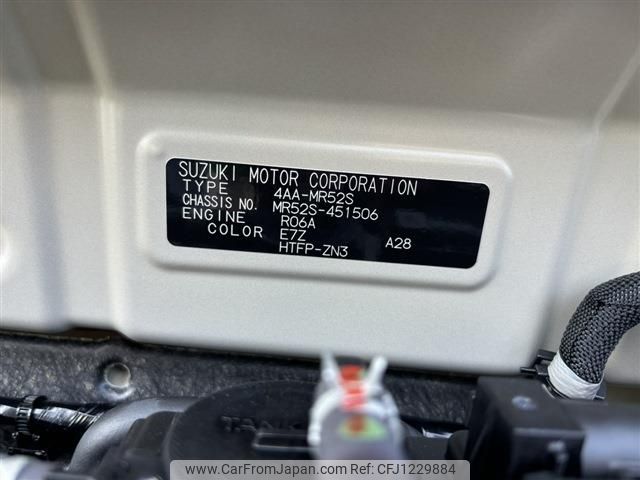 SUZUKI MOTOR CORPORATION
TYPE 4AA-MR52S
CHASSIS NO. MR52S-451506
ENGINE R06A
COLOR E7Z A28
HTFP-ZN3
TANK
www.CarFromJapan.com|Ref:CFJ1229884